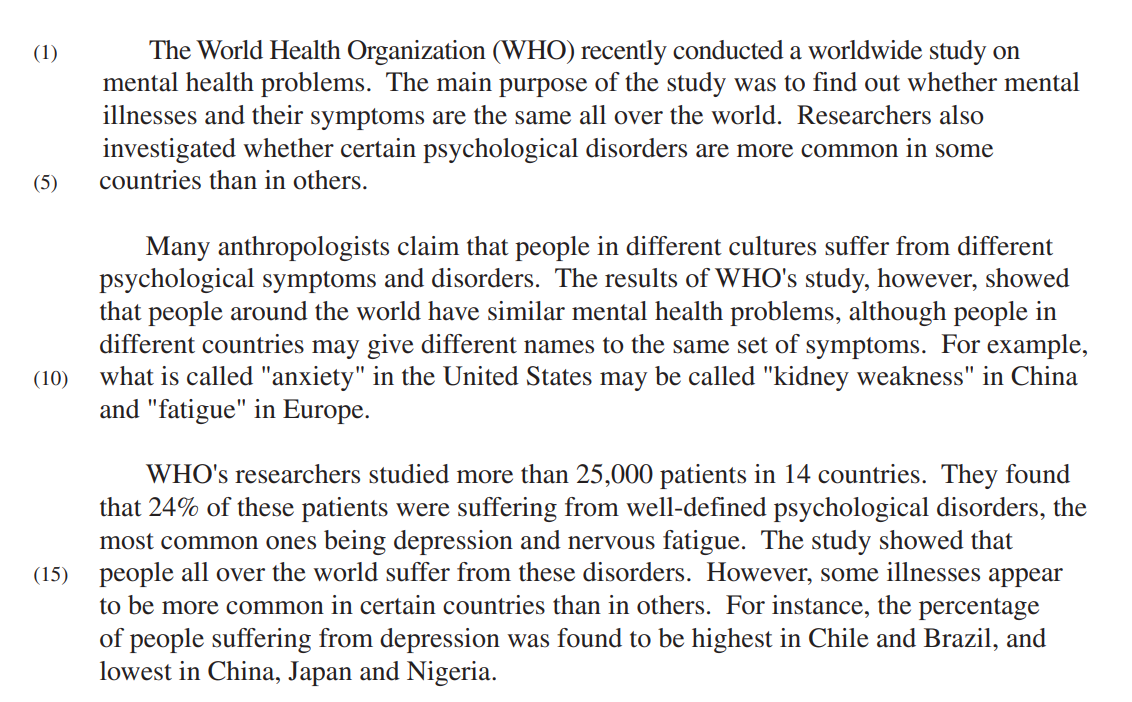 (1) The World Health Organization (WHO) recently conducted a worldwide study on
mental health problems. The main purpose of the study was to find out whether mental
illnesses and their symptoms are the same all over the world. Researchers also
investigated whether certain psychological disorders are more common in some
(5) countries than in others.
Many anthropologists claim that people in different cultures suffer from different
psychological symptoms and disorders. The results of WHO's study, however, showed
that people around the world have similar mental health problems, although people in
different countries may give different names to the same set of symptoms. For example,
(10) what is called "anxiety" in the United States may be called "kidney weakness" in China
and "fatigue" in Europe.
WHO's researchers studied more than 25,000 patients in 14 countries. They found
that 24% of these patients were suffering from well-defined psychological disorders, the
most common ones being depression and nervous fatigue. The study showed that
(15) people all over the world suffer from these disorders. However, some illnesses appear
to be more common in certain countries than in others. For instance, the percentage
of people suffering from depression was found to be highest in Chile and Brazil, and
lowest in China, Japan and Nigeria.